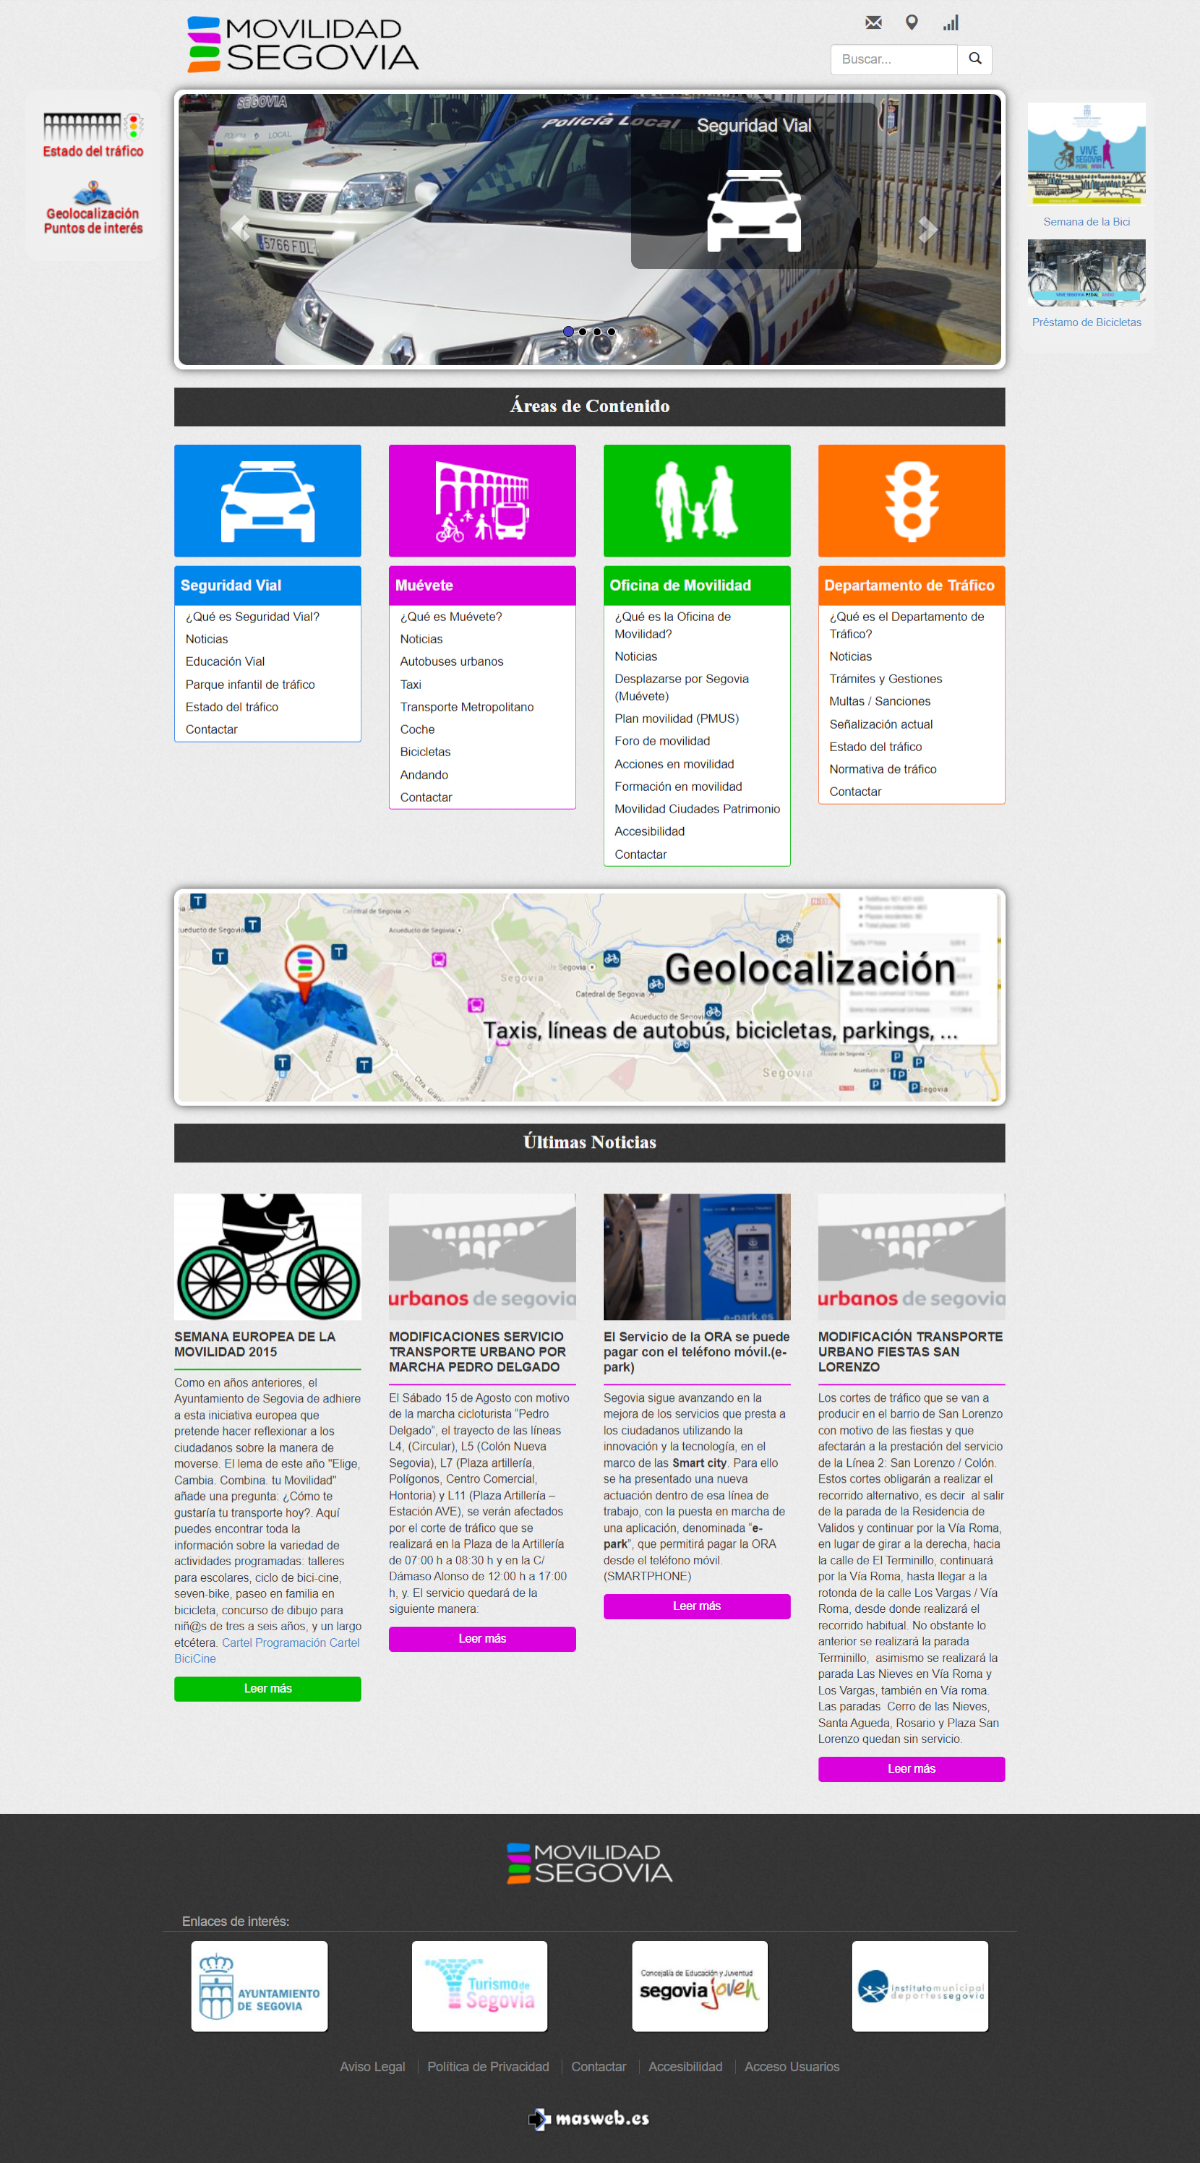 MOVILIDAD
SEGOVIA
Buscar...
Estado del tráfico
Geolocalización
Puntos de interés
SEGOVIA
POLICIA LOCAL
Policía Local
5766 FDL
Seguridad Vial
VIVE
SEGOVIA
Semana de la Bici
Préstamo de Bicicletas
Áreas de Contenido
Seguridad Vial
¿Qué es Seguridad Vial?
Noticias
Educación Vial
Parque infantil de tráfico
Estado del tráfico
Contactar
Muévete
¿Qué es Muévete?
Noticias
Autobuses urbanos
Taxi
Transporte Metropolitano
Coche
Bicicletas
Andando
Contactar
Oficina de Movilidad
¿Qué es la Oficina de
Movilidad?
Noticias
Desplazarse por Segovia
(Muévete)
Plan movilidad (PMUS)
Foro de movilidad
Acciones en movilidad
Formación en movilidad
Movilidad Ciudades Patrimonio
Accesibilidad
Contactar
Departamento de Tráfico
¿Qué es el Departamento de
Tráfico?
Noticias
Trámites y Gestiones
Multas / Sanciones
Señalización actual
Estado del tráfico
Normativa de tráfico
Contactar
Geolocalización
Taxis, líneas de autobús, bicicletas, parkings, ...
Catedral de Segovia
Acueducto de Segovia
Segovia
Catedral de Segovia
Segovia
Últimas Noticias
SEMANA EUROPEA DE LA
MOVILIDAD 2015
Como en años anteriores, el
Ayuntamiento de Segovia de adhiere
a esta iniciativa europea que
pretende hacer reflexionar a los
ciudadanos sobre la manera de
moverse. El lema de este año "Elige,
Cambia. Combina. tu Movilidad"
añade una pregunta: ¿Cómo te
gustaría tu transporte hoy?. Aquí
puedes encontrar toda la
información sobre la variedad de
actividades programadas: talleres
para escolares, ciclo de bici-cine,
seven-bike, paseo en familia en
bicicleta, concurso de dibujo para
niñ@s de tres a seis años, y un largo
etcétera. Cartel Programación Cartel
BiciCine
Leer más
urbanos de segovia
MODIFICACIONES SERVICIO
TRANSPORTE URBANO POR
MARCHA PEDRO DELGADO
El Sábado 15 de Agosto con motivo
de la marcha cicloturista “Pedro
Delgado”, el trayecto de las líneas
L4, (Circular), L5 (Colón Nueva
Segovia), L7 (Plaza artillería,
Polígonos, Centro Comercial,
Hontoria) y L11 (Plaza Artillería –
Estación AVE), se verán afectados
por el corte de tráfico que se
realizará en la Plaza de la Artillería
de 07:00 h a 08:30 h y en la C/
Dámaso Alonso de 12:00 h a 17:00
h, y. El servicio quedará de la
siguiente manera:
Leer más
e-park.es
El Servicio de la ORA se puede
pagar con el teléfono móvil.(e-
park)
Segovia sigue avanzando en la
mejora de los servicios que presta a
los ciudadanos utilizando la
innovación y la tecnología, en el
marco de las Smart city. Para ello
se ha presentado una nueva
actuación dentro de esa línea de
trabajo, con la puesta en marcha de
una aplicación, denominada “e-
park”, que permitirá pagar la ORA
desde el teléfono móvil.
(SMARTPHONE)
Leer más
urbanos de segovia
MODIFICACIÓN TRANSPORTE
URBANO FIESTAS SAN
LORENZO
Los cortes de tráfico que se van a
producir en el barrio de San Lorenzo
con motivo de las fiestas y que
afectarán a la prestación del servicio
de la Línea 2: San Lorenzo / Colón.
Estos cortes obligarán a realizar el
recorrido alternativo, es decir al salir
de la parada de la Residencia de
Validos y continuar por la Vía Roma,
en lugar de girar a la derecha, hacia
la calle de El Terminillo, continuará
por la Vía Roma, hasta llegar a la
rotonda de la calle Los Vargas / Vía
Roma, desde donde realizará el
recorrido habitual. No obstante lo
anterior se realizará la parada
Terminillo, asimismo se realizará la
parada Las Nieves en Vía Roma y
Los Vargas, también en Vía roma.
Las paradas Cerro de las Nieves,
Santa Agueda, Rosario y Plaza San
Lorenzo quedan sin servicio.
Leer más
MOVILIDAD
SEGOVIA
Enlaces de interés:
AYUNTAMIENTO
DE SEGOVIA
Turismo de
Segovia
Concejalía de Educación y Juventud
segovia joven
instituto municipal
deportes segovia
Aviso Legal
Política de Privacidad
Contactar
Accesibilidad
Acceso Usuarios
masweb.es